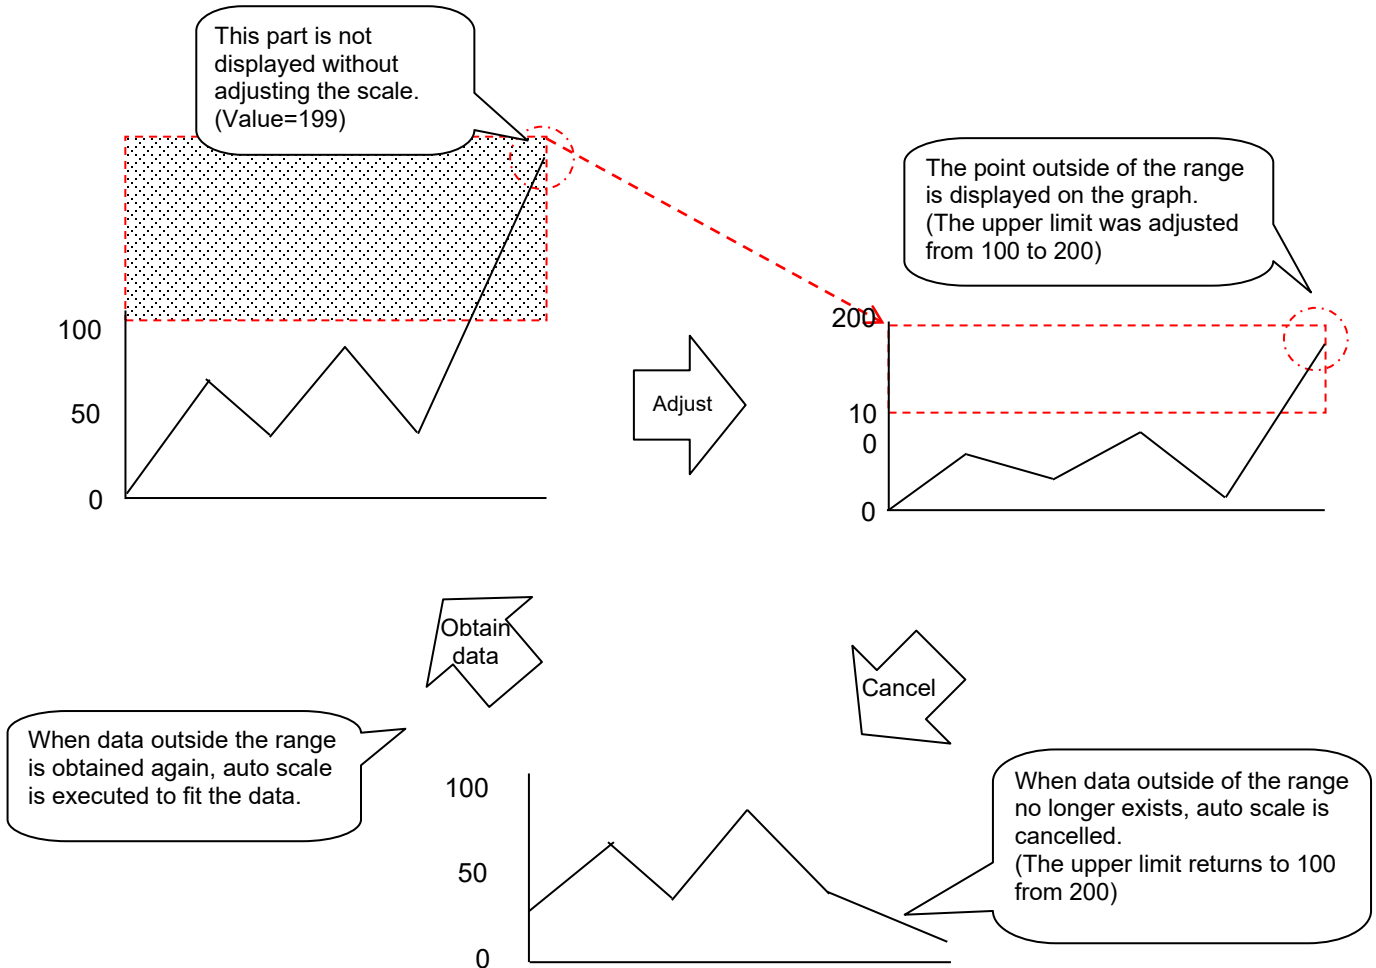 This part is not
displayed without
adjusting the scale.
(Value=199)
The point outside of the range
is displayed on the graph.
(The upper limit was adjusted
from 100 to 200)
100
50
0
Adjust
200
10
0
0
Obtain
data
Cancel
When data outside the range
is obtained again, auto scale
is executed to fit the data.
100
50
0
When data outside of the range
no longer exists, auto scale is
cancelled.
(The upper limit returns to 100
from 200)